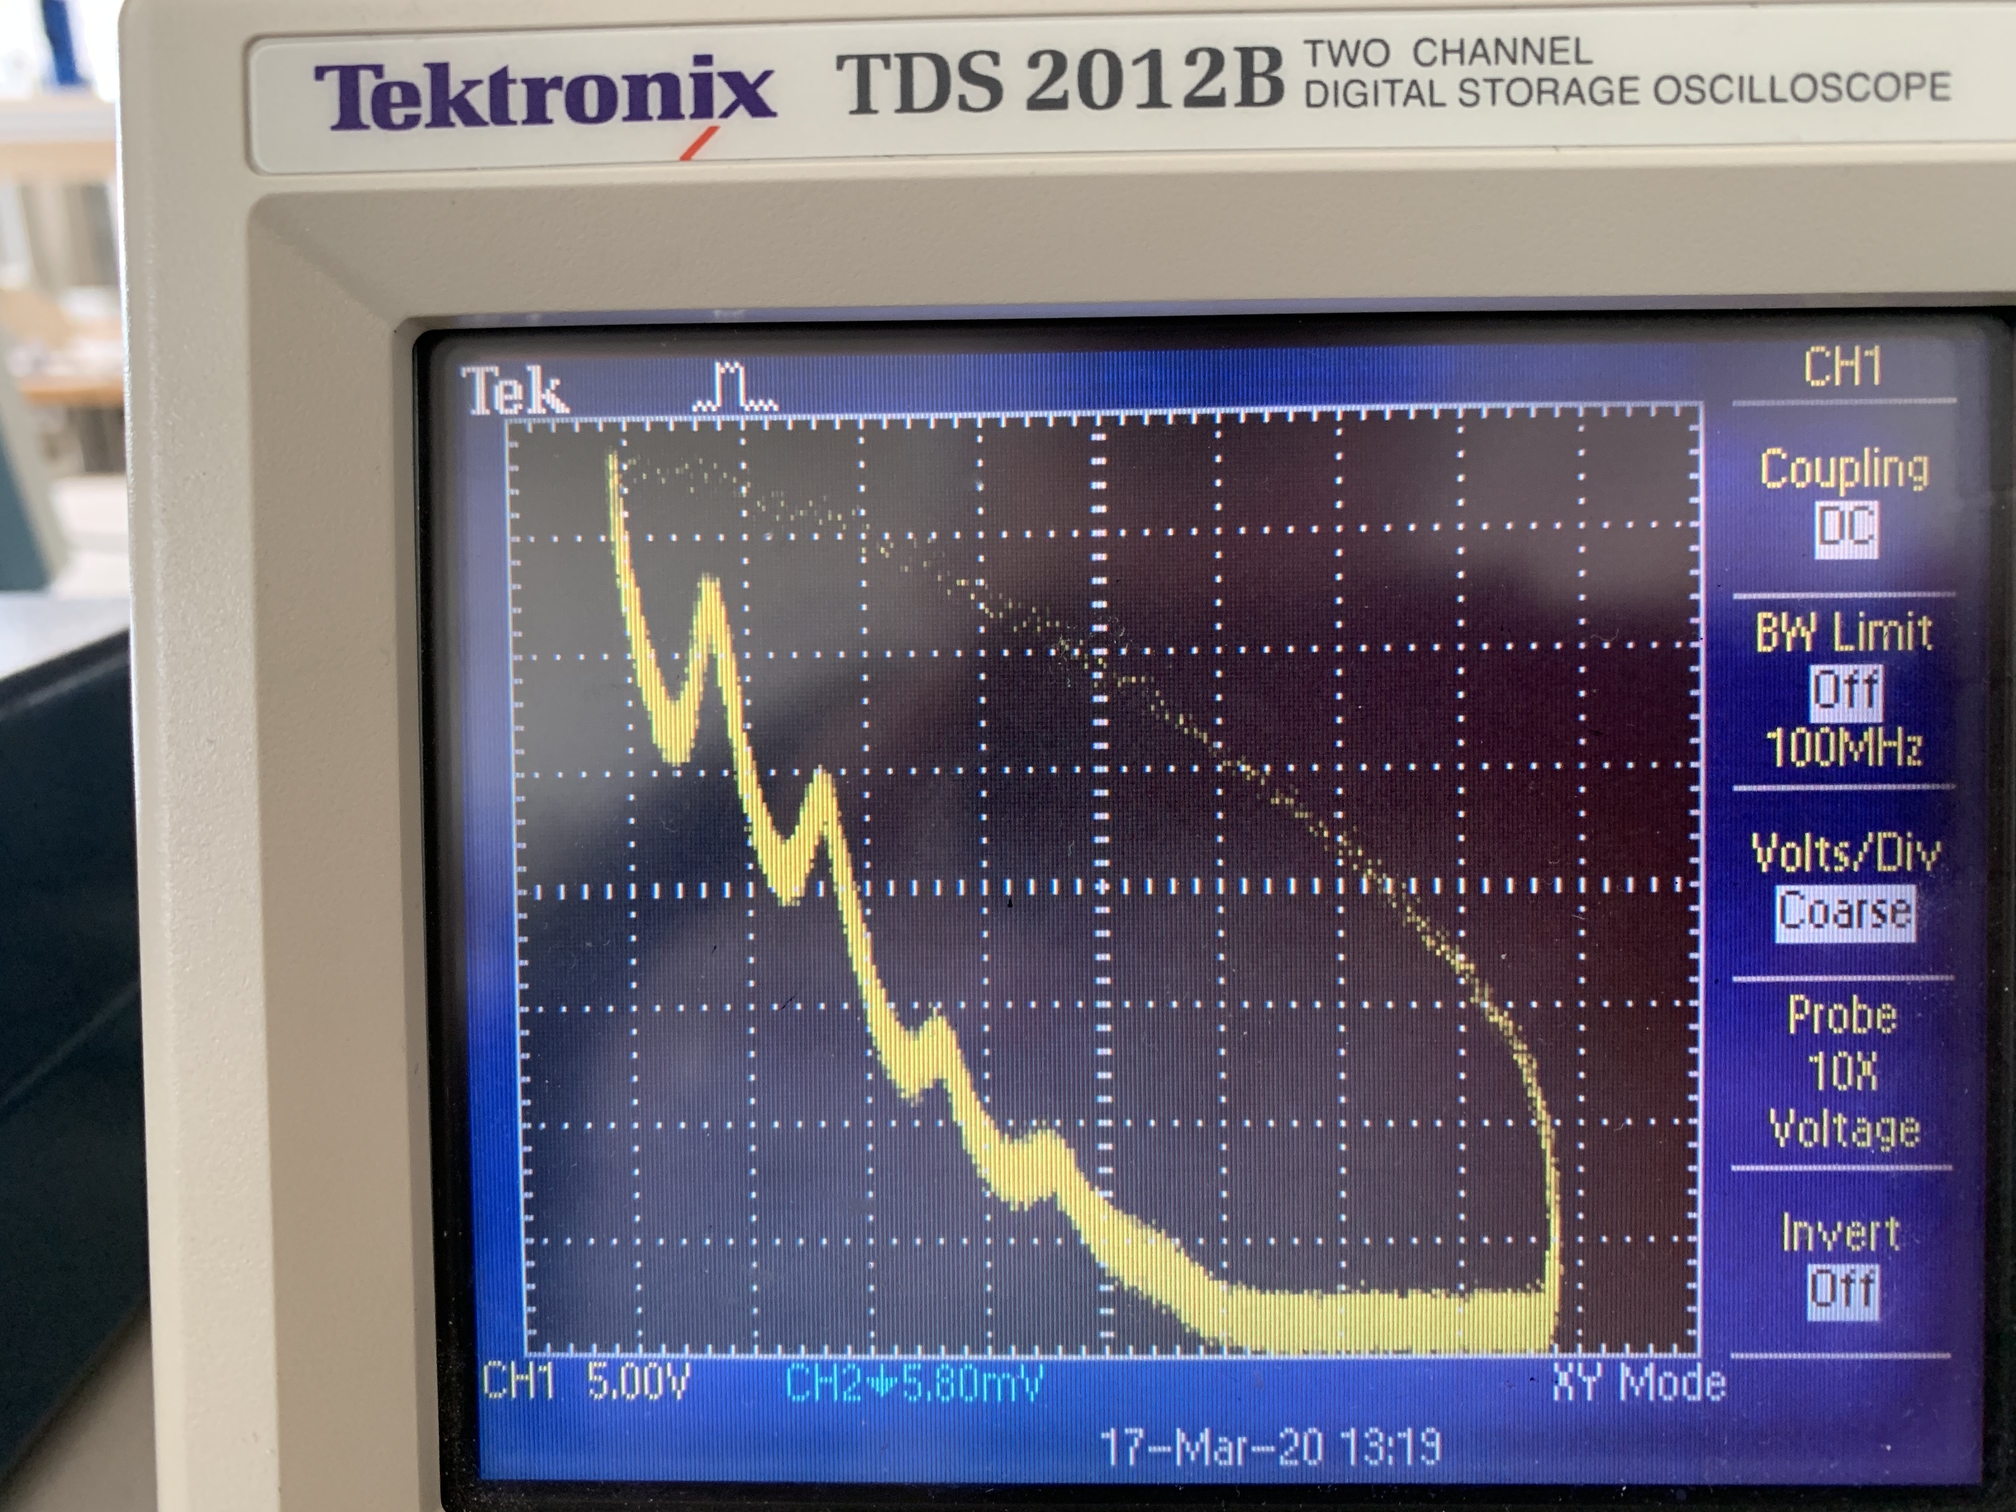 Tektronix TDS 2012B TWO CHANNEL
DIGITAL STORAGE OSCILLOSCOPE
Tek
CH1
Coupling
DC
BW Limit
Off
100MHz
Volts/Div
Coarse
Probe
10X
Voltage
Invert
Off
CH1 5.00V CH2↓5.80mV XY Mode
17-Mar-20 13:19